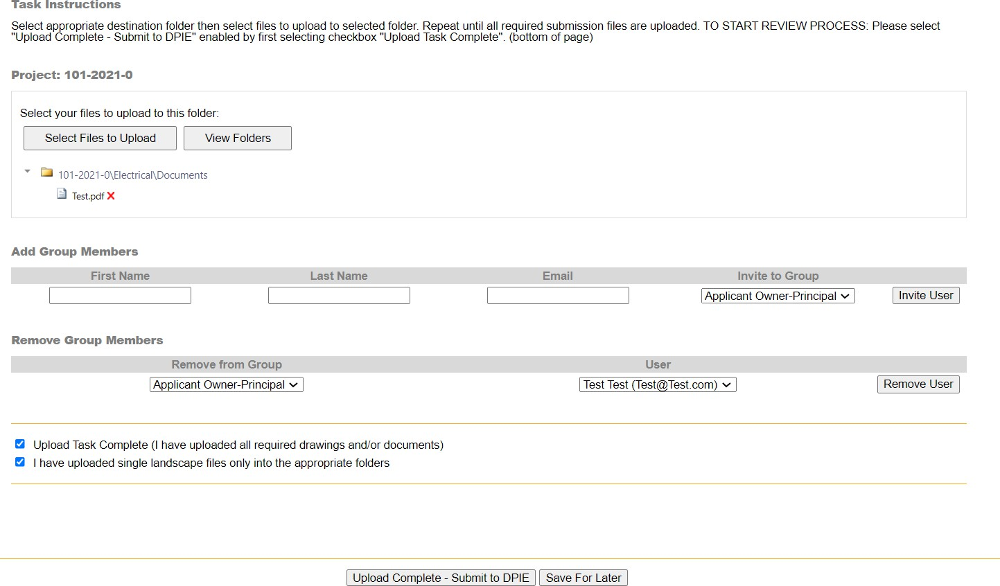 Task Instructions
Select appropriate destination folder then select files to upload to selected folder. Repeat until all required submission files are uploaded. TO START REVIEW PROCESS: Please select
"Upload Complete - Submit to DPIE" enabled by first selecting checkbox "Upload Task Complete". (bottom of page)
Project: 101-2021-0
Select your files to upload to this folder:
Select Files to Upload View Folders
101-2021-0\Electrical\Documents
Test.pdf
Add Group Members
First Name Last Name Email Invite to Group
Applicant Owner-Principal Invite User
Remove Group Members
Remove from Group User
Applicant Owner-Principal Test Test (Test@Test.com) Remove User
Upload Task Complete (I have uploaded all required drawings and/or documents)
I have uploaded single landscape files only into the appropriate folders
Upload Complete - Submit to DPIE Save For Later